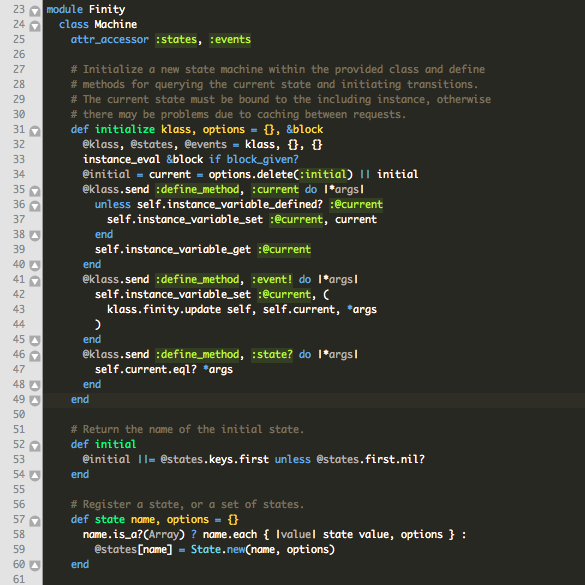 23 module Finity
24 class Machine
25 attr_accessor :states, :events
26
27 # Initialize a new state machine within the provided class and define
28 # methods for querying the current state and initiating transitions.
29 # The current state must be bound to the including instance, otherwise
30 # there may be problems due to caching between requests.
31 def initialize klass, options = {}, &block
32 @klass, @states, @events = klass, {}, {}
33 instance_eval &block if block_given?
34 @initial = current = options.delete(:initial) || initial
35 @klass.send :define_method, :current do |*args|
36 unless self.instance_variable_defined? :@current
37 self.instance_variable_set :@current, current
38 end
39 self.instance_variable_get :@current
40 end
41 @klass.send :define_method, :event! do |*args|
42 self.instance_variable_set :@current, (
43 klass.finity.update self, self.current, *args
44 )
45 end
46 @klass.send :define_method, :state? do |*args|
47 self.current.eql? *args
48 end
49 end
50
51 # Return the name of the initial state.
52 def initial
53 @initial ||= @states.keys.first unless @states.first.nil?
54 end
55
56 # Register a state, or a set of states.
57 def state name, options = {}
58 name.is_a?(Array) ? name.each { |value| state value, options } :
59 @states[name] = State.new(name, options)
60 end
61